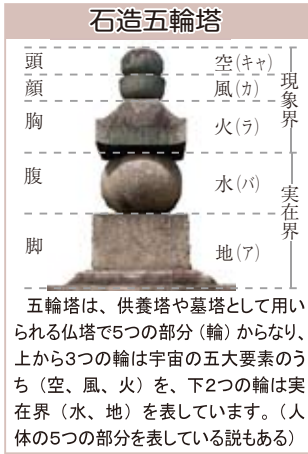 石造五輪塔
頭
顔
胸
腹
脚
空(キャ)
風(カ)
火(ラ)
水(バ)
地(ア)
現象界
実在界
五輪塔は、供養塔や墓塔として用い
られる仏塔で5つの部分(輪)からなり、
上から3つの輪は宇宙の五大要素のう
ち(空、風、火)を、下2つの輪は実
在界(水、地)を表しています。(人
体の5つの部分を表している説もある)